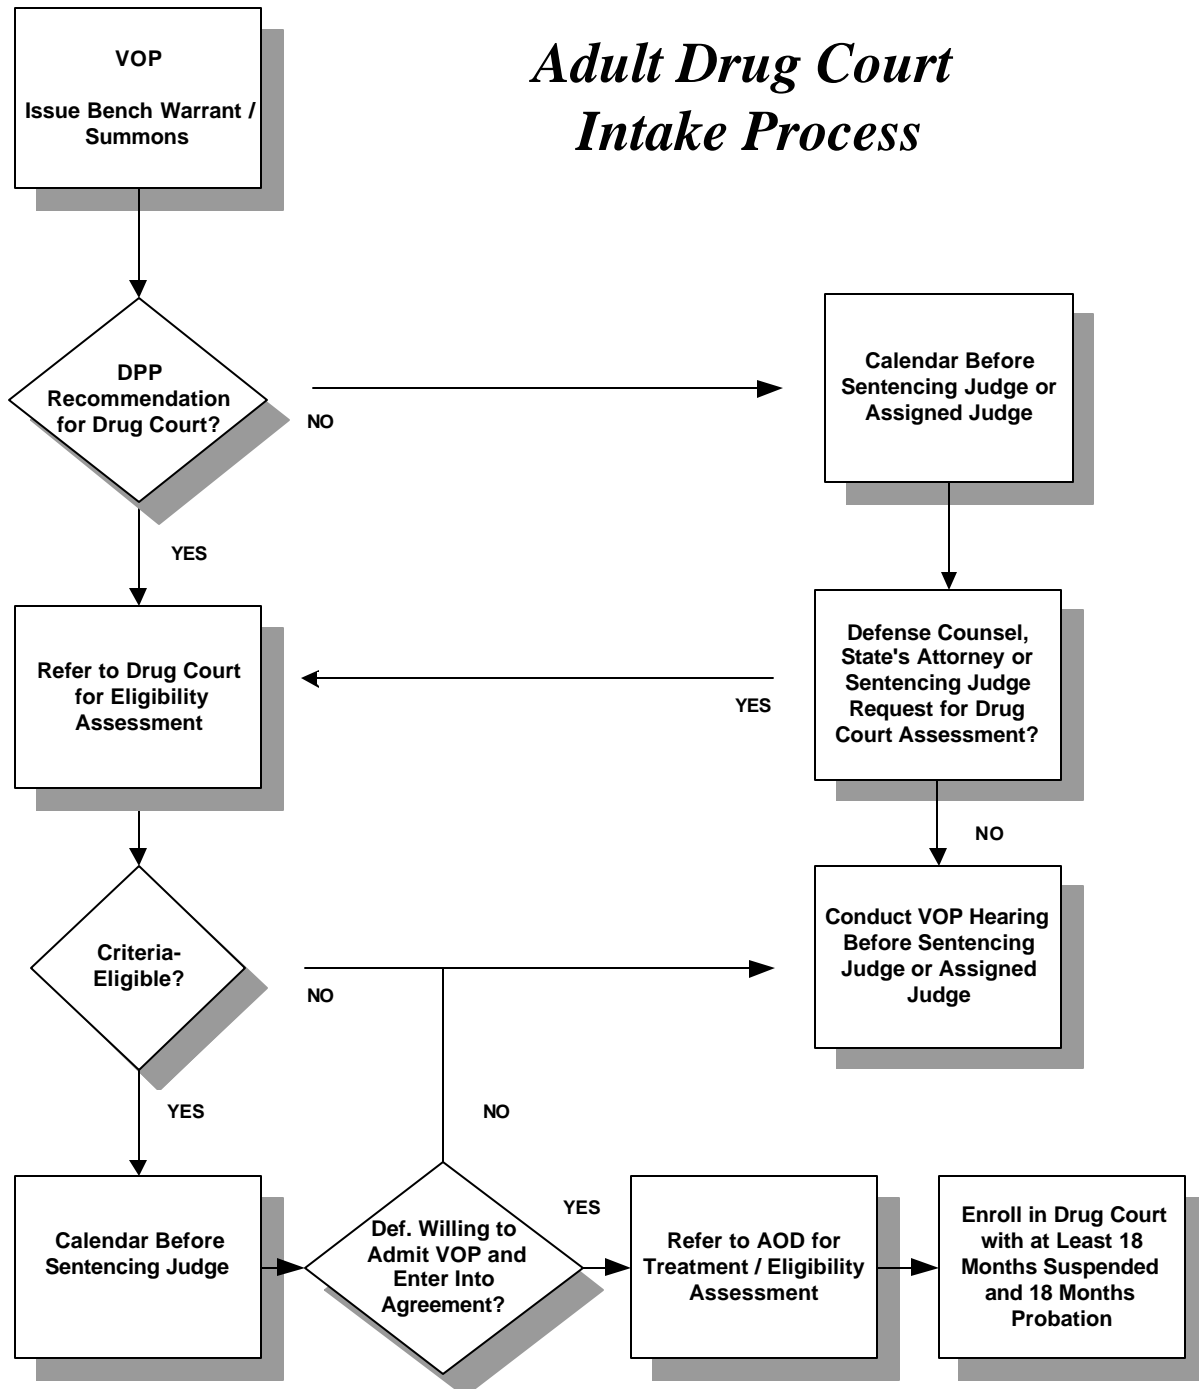 Adult Drug Court
Intake Process
VOP
Issue Bench Warrant /
Summons
DPP
Recommendation
for Drug Court?
NO
Calendar Before
Sentencing Judge or
Assigned Judge
YES
Refer to Drug Court
for Eligibility
Assessment
YES
Defense Counsel,
State's Attorney or
Sentencing Judge
Request for Drug
Court Assessment?
NO
Criteria-
Eligible?
NO
Conduct VOP Hearing
Before Sentencing
Judge or Assigned
Judge
YES
NO
Calendar Before
Sentencing Judge
Def. Willing to
Admit VOP and
Enter Into
Agreement?
YES
Refer to AOD for
Treatment / Eligibility
Assessment
Enroll in Drug Court
with at Least 18
Months Suspended
and 18 Months
Probation